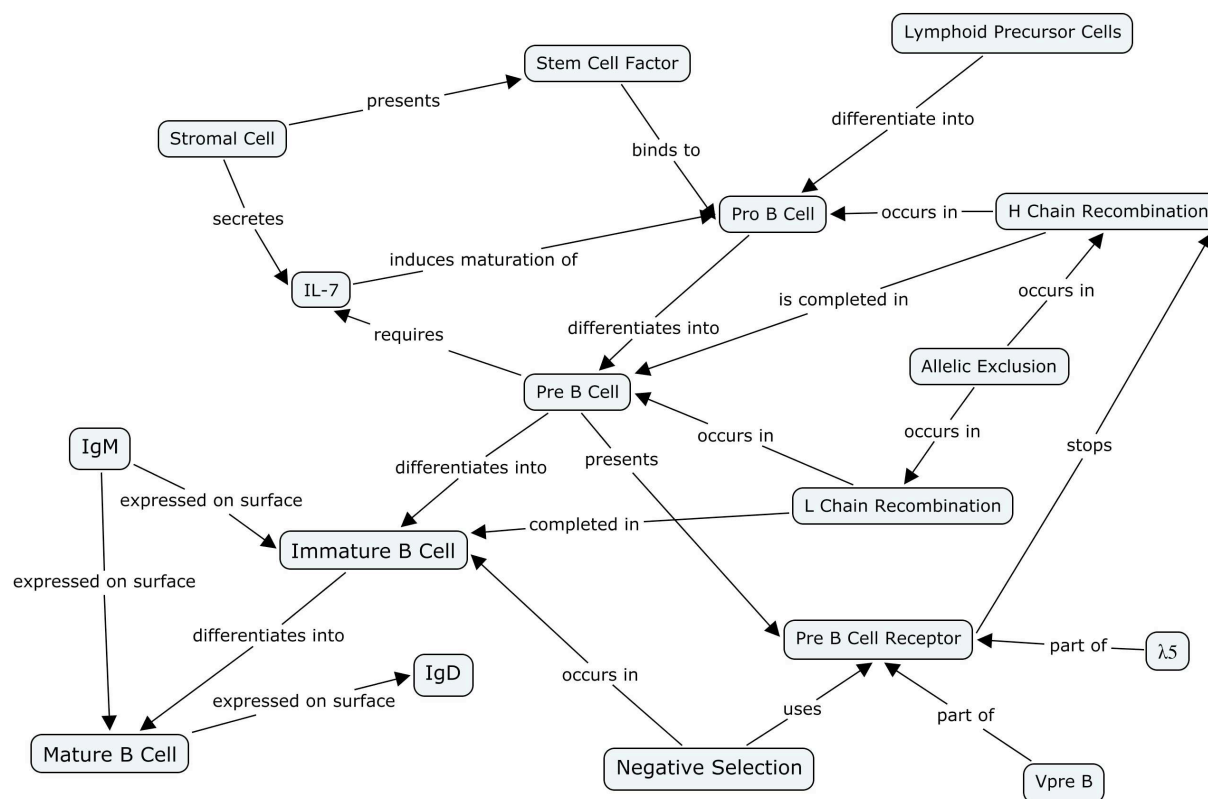 Lymphoid Precursor Cells
Stem Cell Factor
presents
differentiate into
Stromal Cell
binds to
secretes
Pro B Cell
occurs in
H Chain Recombination
induces maturation of
IL-7
occurs in
is completed in
requires
differentiates into
Allelic Exclusion
Pre B Cell
occurs in
occurs in
stops
IgM
presents
differentiates into
expressed on surface
L Chain Recombination
completed in
Immature B Cell
expressed on surface
differentiates into
Pre B Cell Receptor
part of
λ5
occurs in
IgD
expressed on surface
uses
part of
Mature B Cell
Negative Selection
Vpre B